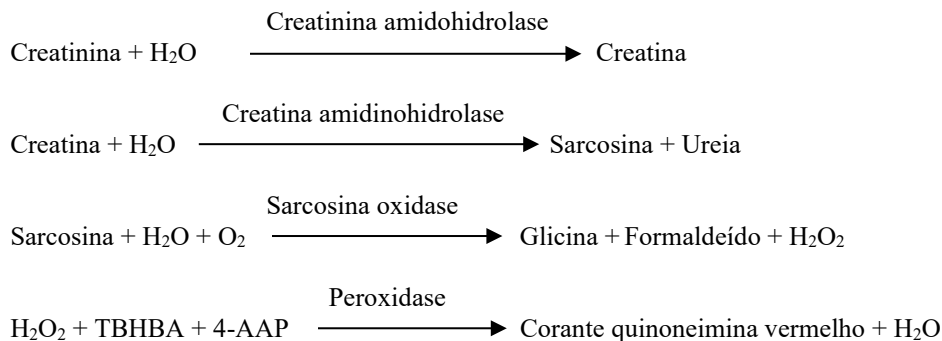 Creatinina amidohidrolase
Creatinina + H₂O Creatina
Creatina amidinohidrolase
Creatina + H₂O Sarcosina + Ureia
Sarcosina oxidase
Sarcosina + H₂O + O₂ Glicina + Formaldeído + H₂O₂
Peroxidase
H₂O₂ + TBHBA + 4-AAP Corante quinoneimina vermelho + H₂O